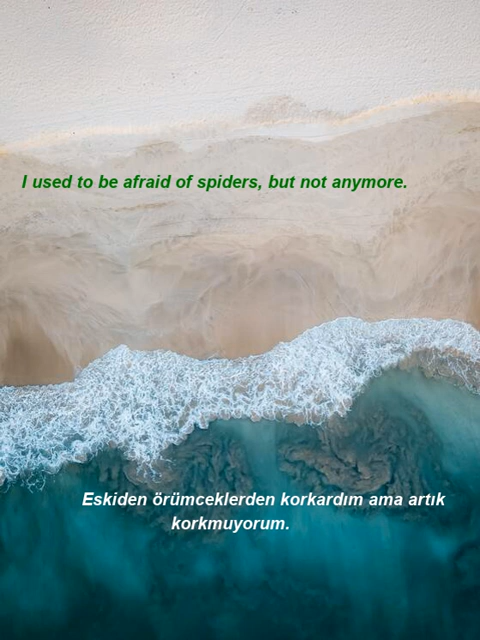 I used to be afraid of spiders, but not anymore.
Eskiden örümceklerden korkardım ama artık
korkmuyorum.